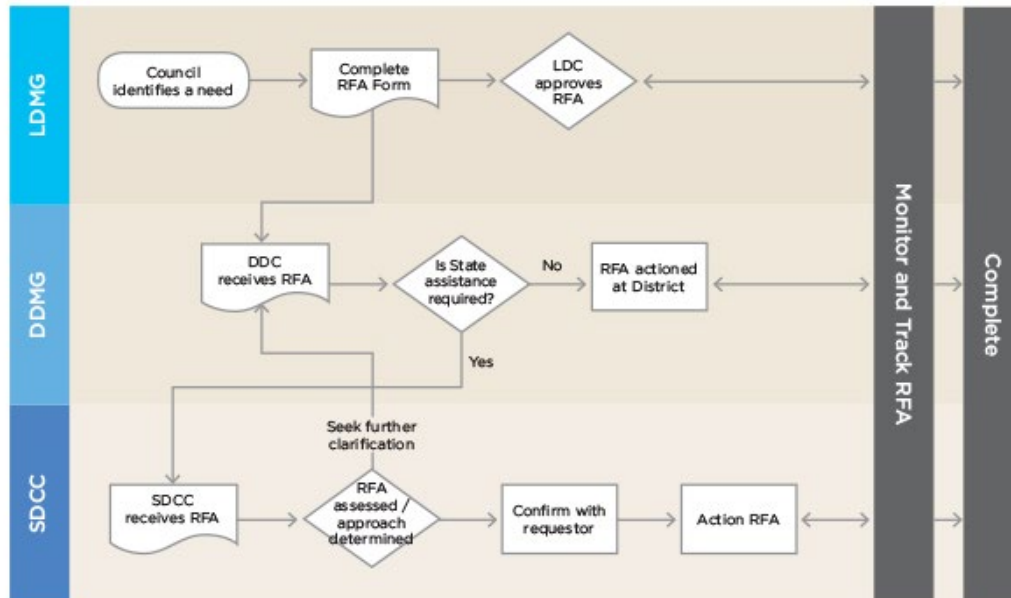 LDMG
Council
identifies a need
Complete
RFA Form
LDC
approves
RFA
DDMG
DDC
receives RFA
Is State
assistance
required?
No
RFA actioned
at District
Yes
SDCC
Seek further
clarification
SDCC
receives RFA
RFA
assessed /
approach
determined
Confirm with
requestor
Action RFA
Monitor and Track RFA
Complete